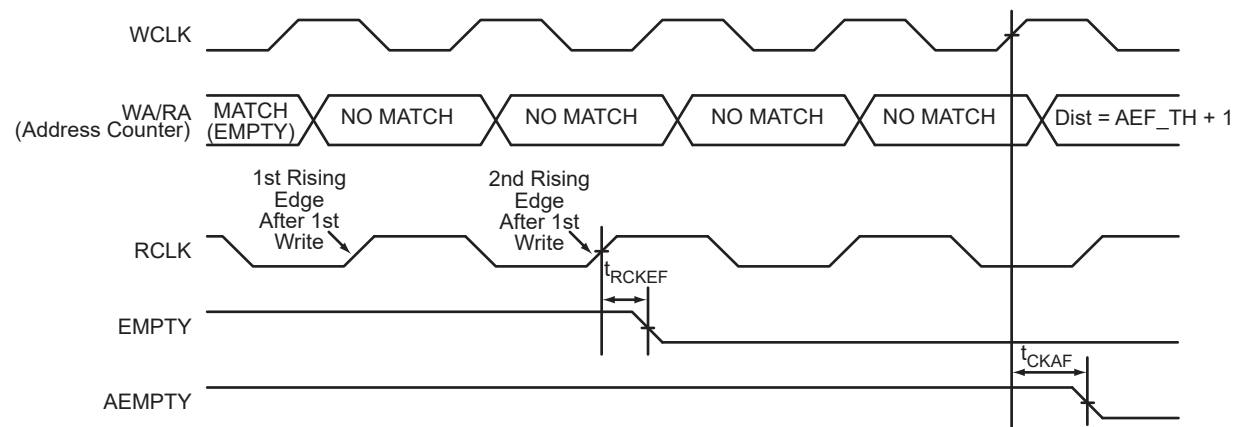 WCLK
WA/RA
(Address Counter)
MATCH
(EMPTY)
NO MATCH
NO MATCH
NO MATCH
NO MATCH
Dist = AEF_TH + 1
1st Rising
Edge
After 1st
Write
2nd Rising
Edge
After 1st
Write
RCLK
tRCKEF
EMPTY
tCKAF
AEMPTY